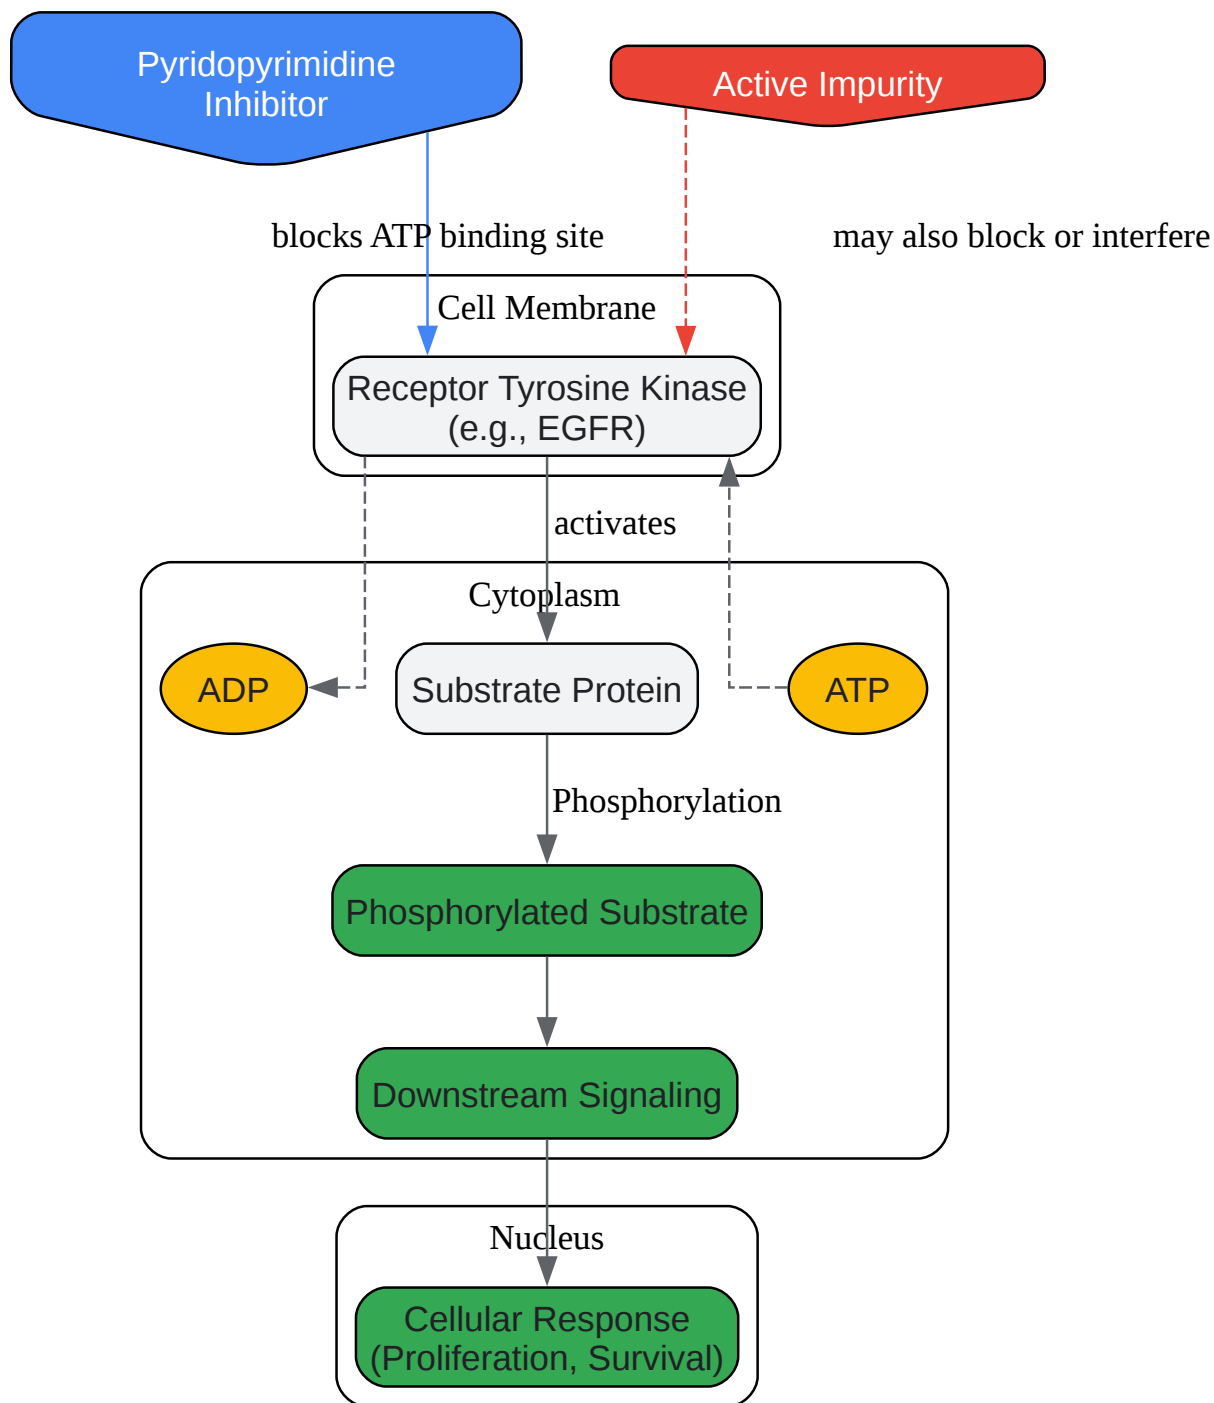 Pyridopyrimidine
Inhibitor
Active Impurity
blocks ATP binding site
may also block or interfere
Cell Membrane
Receptor Tyrosine Kinase
(e.g., EGFR)
activates
Cytoplasm
ADP
Substrate Protein
ATP
Phosphorylation
Phosphorylated Substrate
Downstream Signaling
Nucleus
Cellular Response
(Proliferation, Survival)